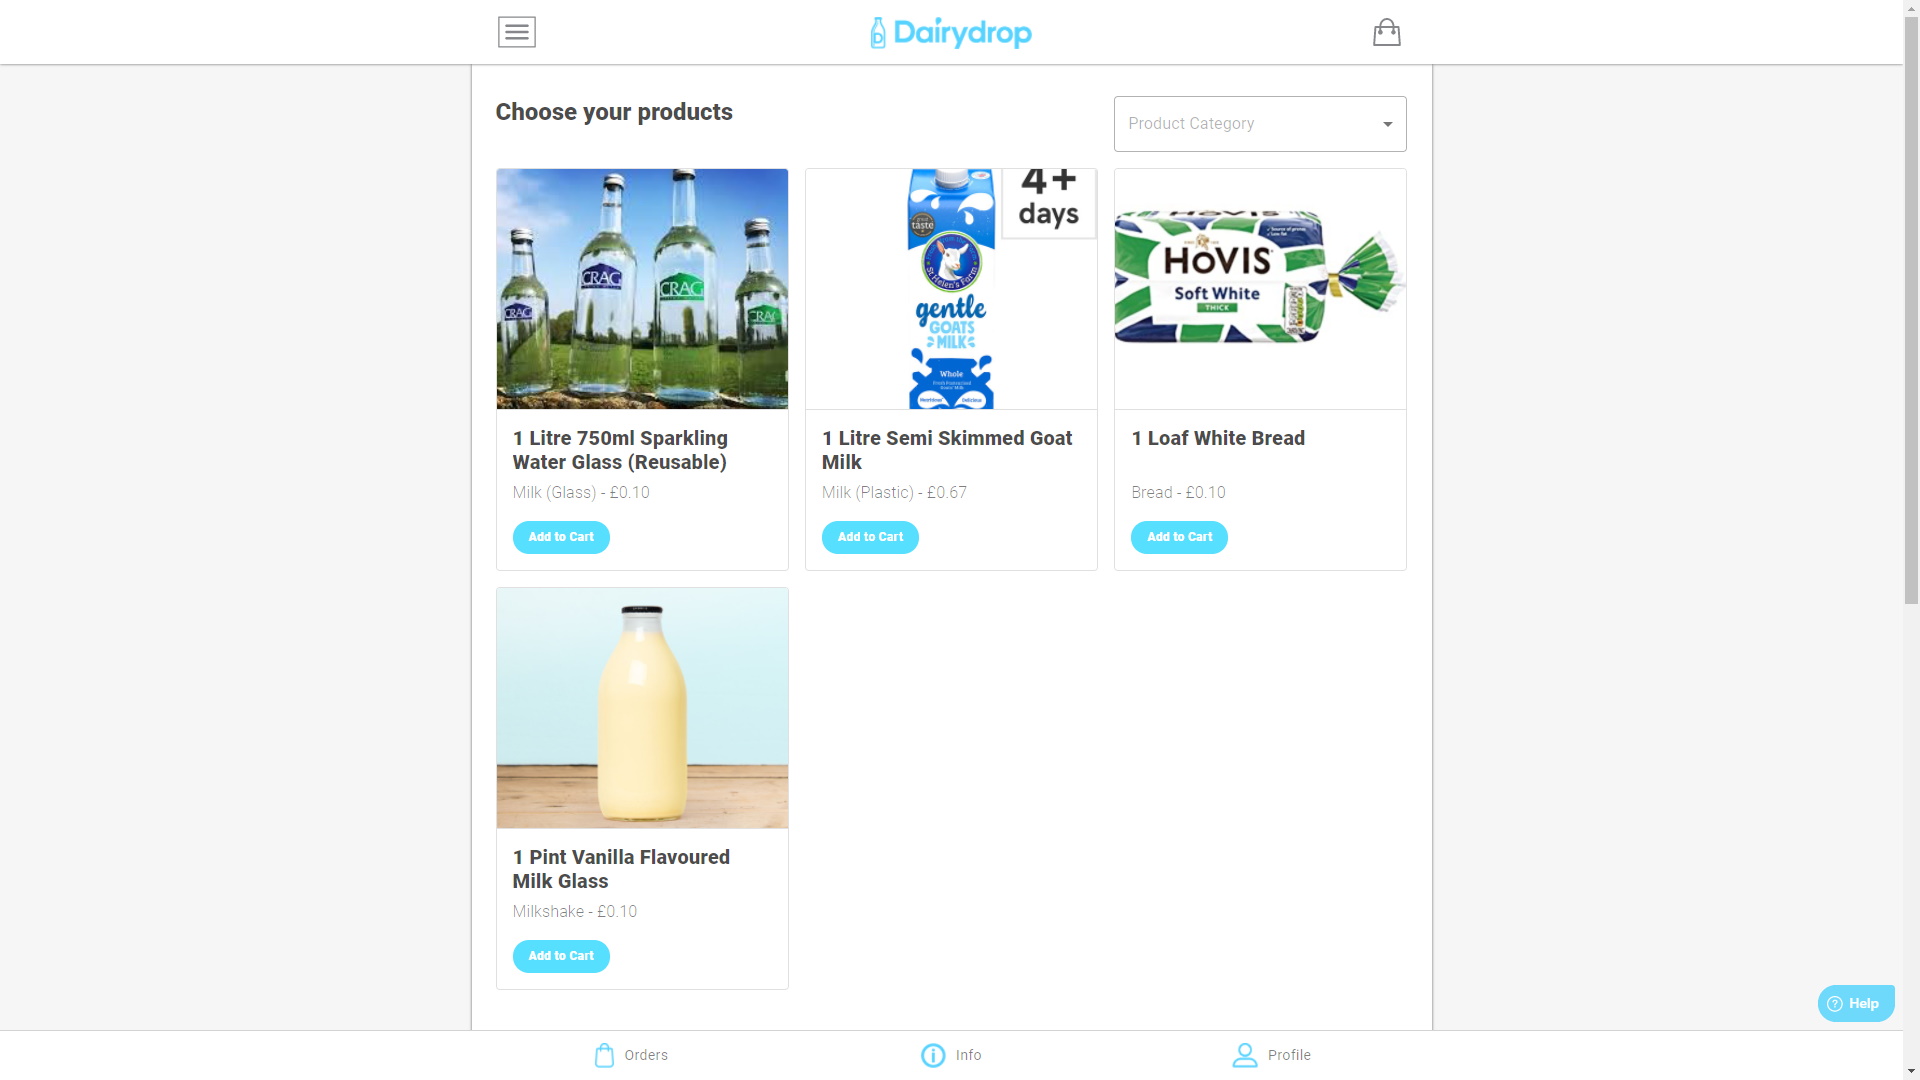 Dairydrop
Choose your products
Product Category
CRAG
CRAG
CRAG
CRAG
4+
days
great
taste
St Helen's Farm
gentle
GOATS
MILK
Whole
Delicious
HOVIS
HOVIS
Soft White
THICK
1 Litre 750ml Sparkling
Water Glass (Reusable)
Milk (Glass) - £0.10
Add to Cart
1 Litre Semi Skimmed Goat
Milk
Milk (Plastic) - £0.67
Add to Cart
1 Loaf White Bread
Bread - £0.10
Add to Cart
1 Pint Vanilla Flavoured
Milk Glass
Milkshake - £0.10
Add to Cart
Help
Orders
Info
Profile